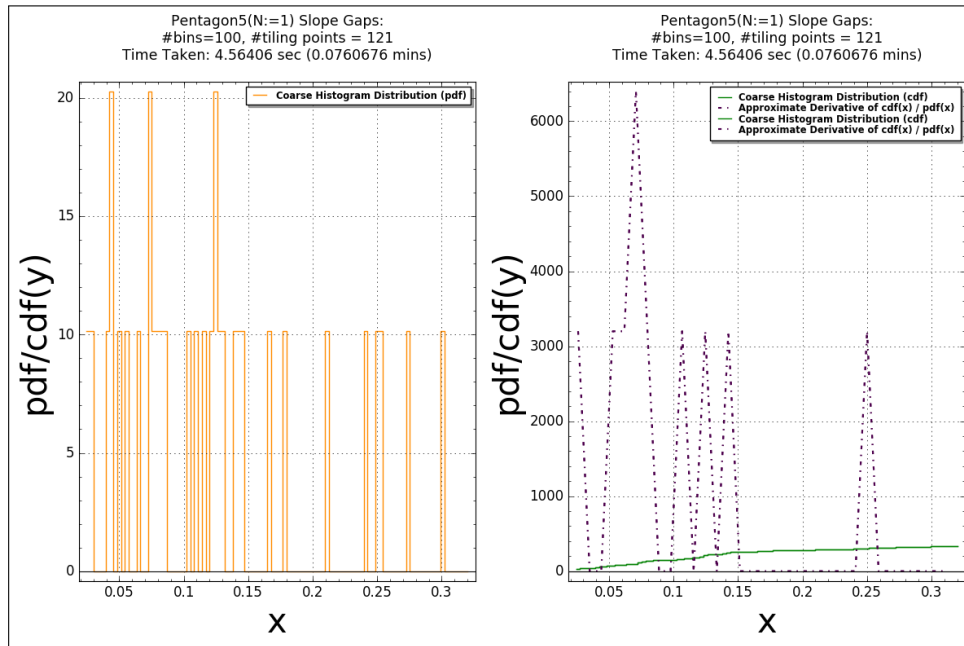 Pentagon5(N:=1) Slope Gaps:
#bins=100, #tiling points = 121
Time Taken: 4.56406 sec (0.0760676 mins)
Coarse Histogram Distribution (pdf)
20
15
10
5
0
pdf/cdf(y)
0.05 0.1 0.15 0.2 0.25 0.3
x
Pentagon5(N:=1) Slope Gaps:
#bins=100, #tiling points = 121
Time Taken: 4.56406 sec (0.0760676 mins)
Coarse Histogram Distribution (cdf)
Approximate Derivative of cdf(x) / pdf(x)
Coarse Histogram Distribution (cdf)
Approximate Derivative of cdf(x) / pdf(x)
6000
5000
4000
3000
2000
1000
0
pdf/cdf(y)
0.05 0.1 0.15 0.2 0.25 0.3
x